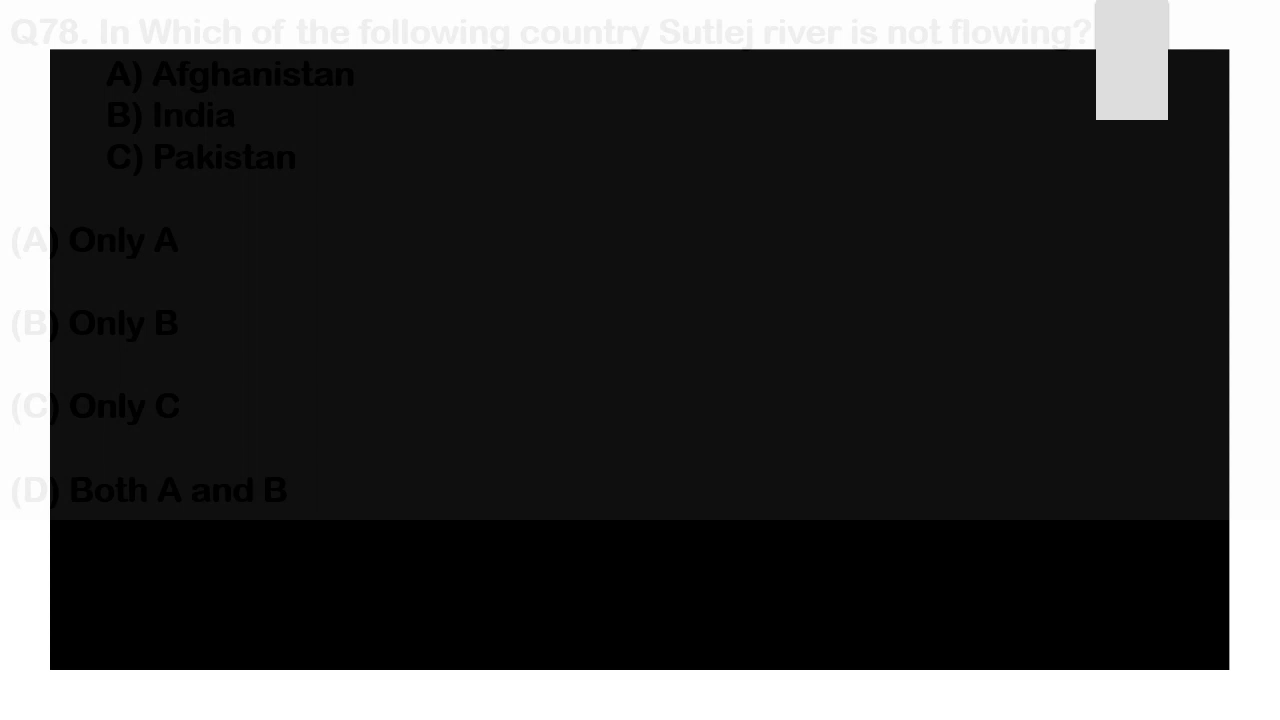 Q78. In Which of the following country Sutlej river is not flowing?
A) Afghanistan
B) India
C) Pakistan
(A) Only A
(B) Only B
(C) Only C
(D) Both A and B